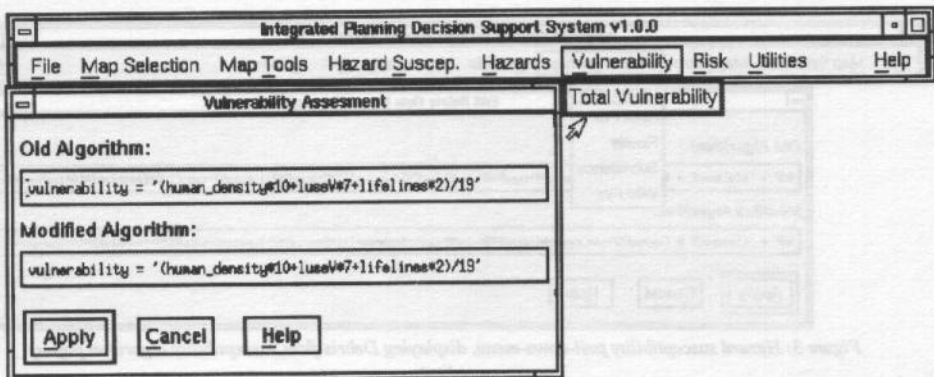 Integrated Planning Decision Support System v1.0.0
File Map Selection Map Tools Hazard Suscep. Hazards Vulnerability Risk Utilities Help
Total Vulnerability
Vulnerability Assesment
Old Algorithm:
vulnerability = '(human_density*10+luseV*7+lifelines*2)/19'
Modified Algorithm:
vulnerability = '(human_density*10+luseV*7+lifelines*2)/19'
Apply Cancel Help